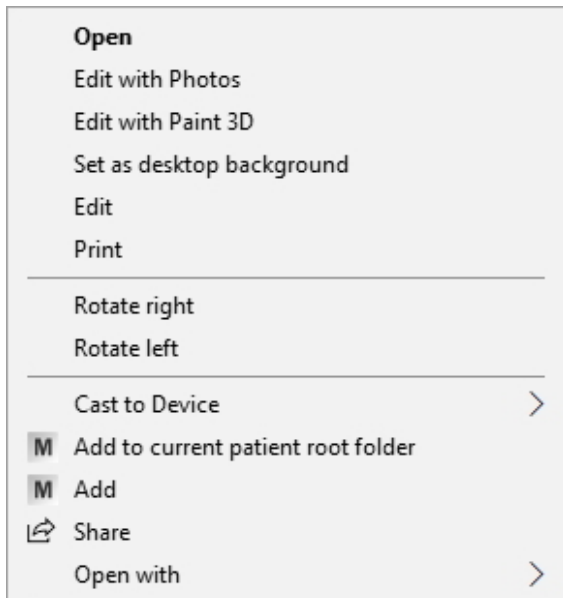 Open
Edit with Photos
Edit with Paint 3D
Set as desktop background
Edit
Print
Rotate right
Rotate left
Cast to Device
M Add to current patient root folder
M Add
Share
Open with